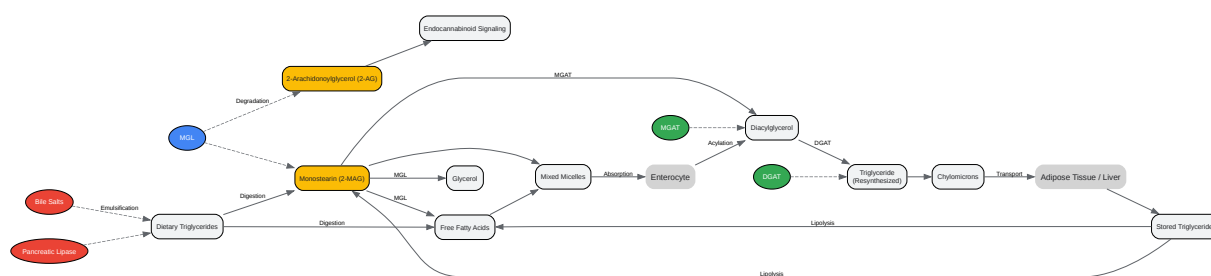 Endocannabinoid Signaling
2-Arachidonoylglycerol (2-AG)
MGAT
Degradation
MGL
MGAT
Diacylglycerol
Acylation
DGAT
Monostearin (2-MAG)
MGL
Glycerol
Mixed Micelles
Absorption
Enterocyte
DGAT
Triglyceride
(Resynthesized)
Chylomicrons
Transport
Adipose Tissue / Liver
Bile Salts
Emulsification
Digestion
MGL
Dietary Triglycerides
Digestion
Free Fatty Acids
Lipolysis
Stored Triglyceride
Pancreatic Lipase
Lipolysis